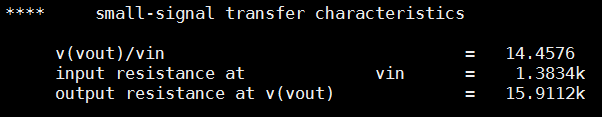 **** small-signal transfer characteristics
v(vout)/vin = 14.4576
input resistance at vin = 1.3834k
output resistance at v(vout) = 15.9112k